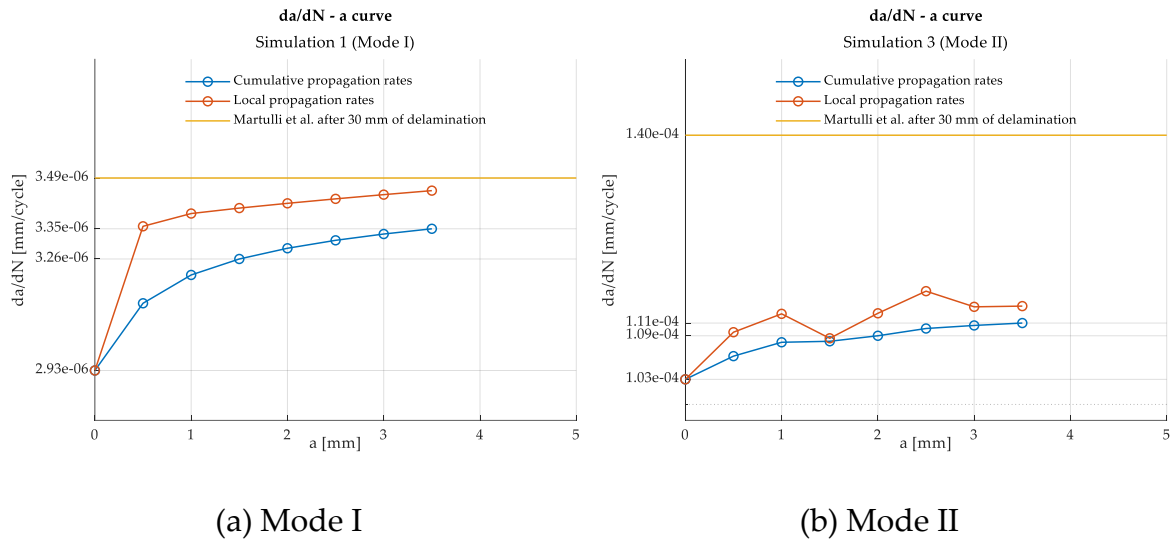 da/dN - a curve
Simulation 1 (Mode I)
Cumulative propagation rates
Local propagation rates
Martulli et al. after 30 mm of delamination
da/dN [mm/cycle]
3.49e-06
3.35e-06
3.26e-06
2.93e-06
0 1 2 3 4 5
a [mm]
(a) Mode I
da/dN - a curve
Simulation 3 (Mode II)
Cumulative propagation rates
Local propagation rates
Martulli et al. after 30 mm of delamination
da/dN [mm/cycle]
1.40e-04
1.11e-04
1.09e-04
1.03e-04
0 1 2 3 4 5
a [mm]
(b) Mode II